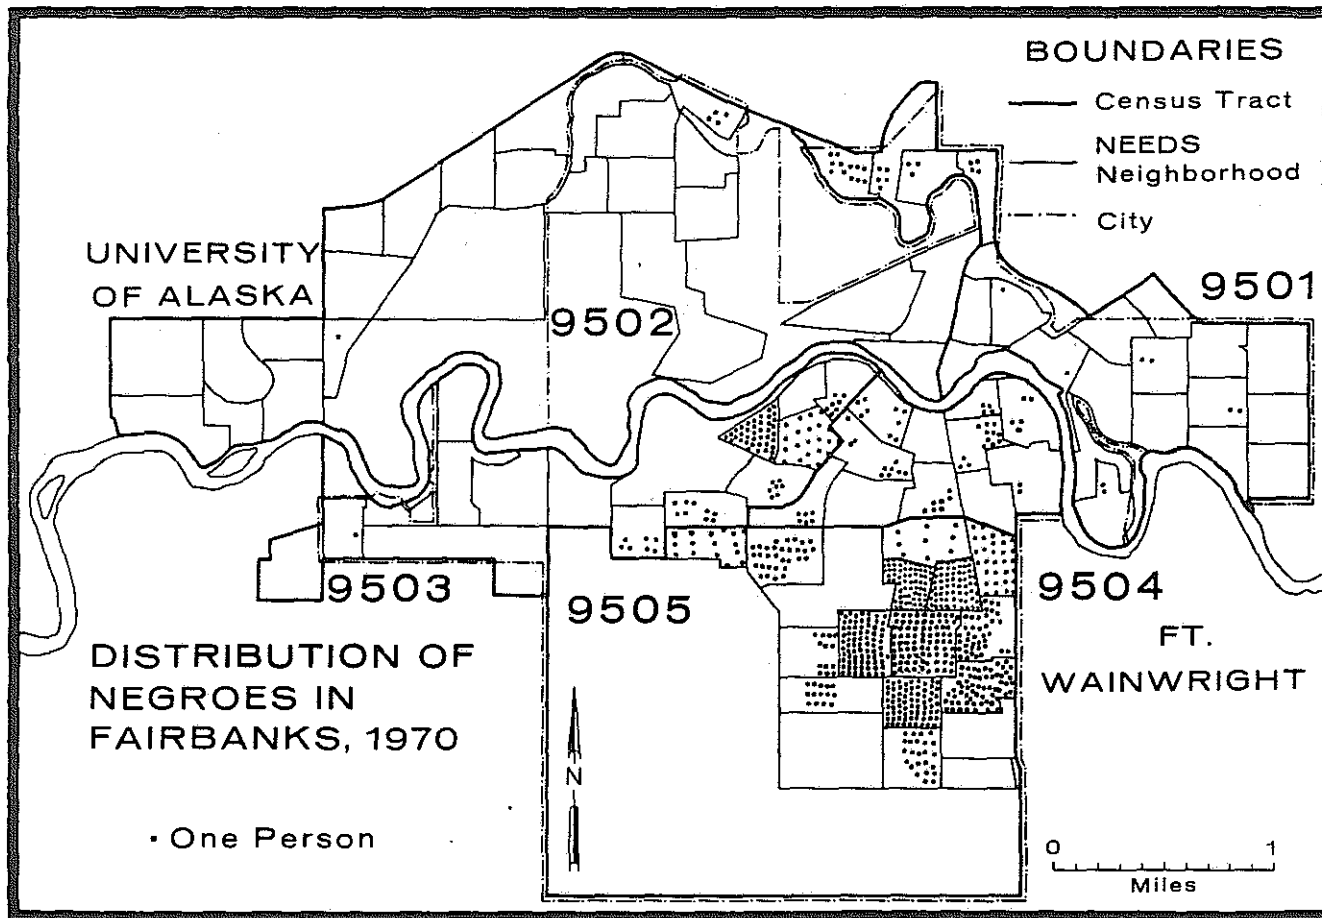 BOUNDARIES
Census Tract
NEEDS
Neighborhood
City
UNIVERSITY
OF ALASKA
9502
9501
9503
9505
9504
FT.
WAINWRIGHT
DISTRIBUTION OF
NEGROES IN
FAIRBANKS, 1970
N
• One Person
0 1
Miles